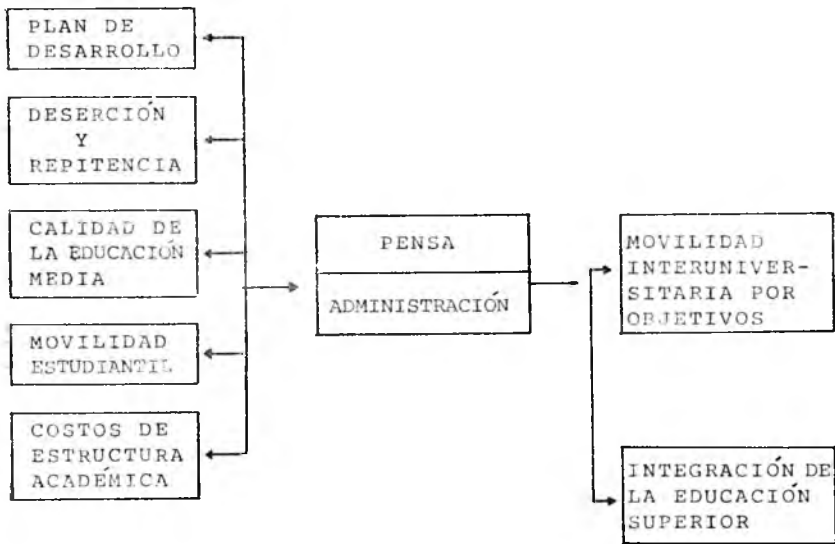 PLAN DE
DESARROLLO
DESERCIÓN
Y
REPITENCIA
CALIDAD DE
LA EDUCACIÓN
MEDIA
MOVILIDAD
ESTUDIANTIL
COSTOS DE
ESTRUCTURA
ACADÉMICA
PENSA
ADMINISTRACIÓN
MOVILIDAD
INTERUNIVER-
SITARIA POR
OBJETIVOS
INTEGRACIÓN DE
LA EDUCACIÓN
SUPERIOR